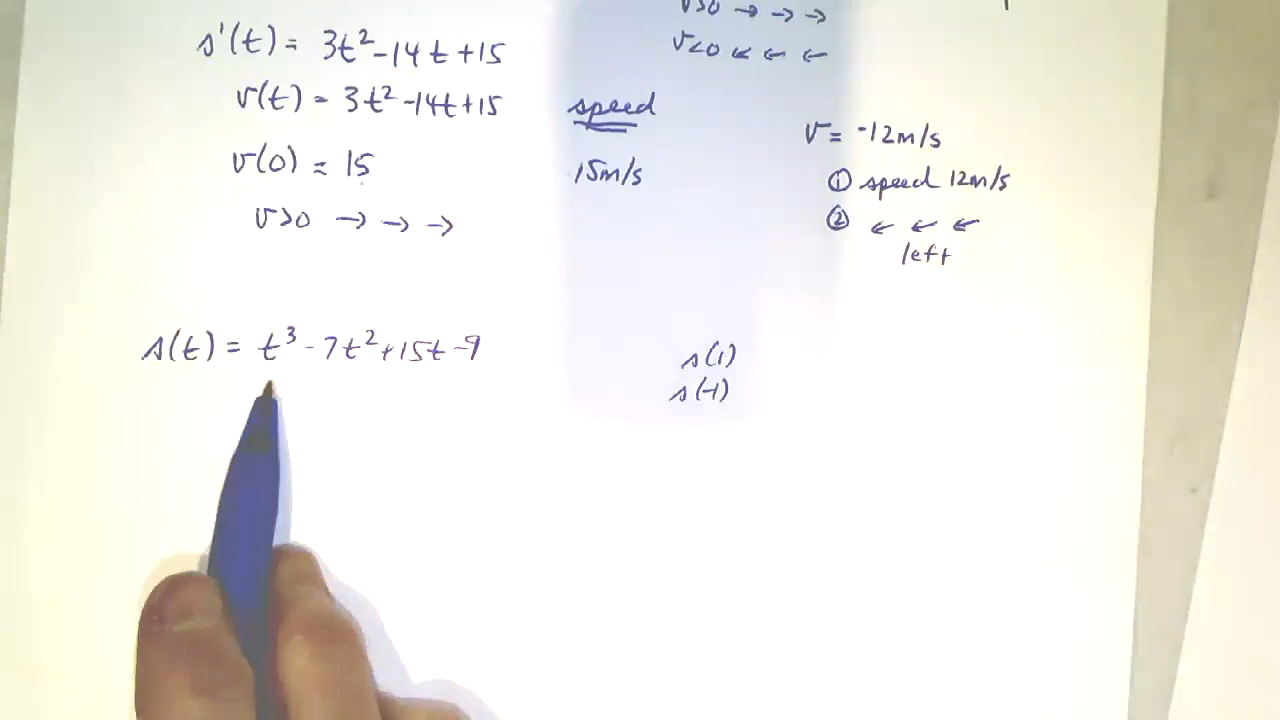 s'(t) = 3t² - 14t + 15
v(t) = 3t² - 14t + 15
v(0) = 15
v>0 → → →
s(t) = t³ - 7t² + 15t - 9
v>0 → → →
v<0 ← ← ←
speed
15m/s
s(1)
s(-1)
v = -12m/s
① speed 12m/s
② ← ← ←
left